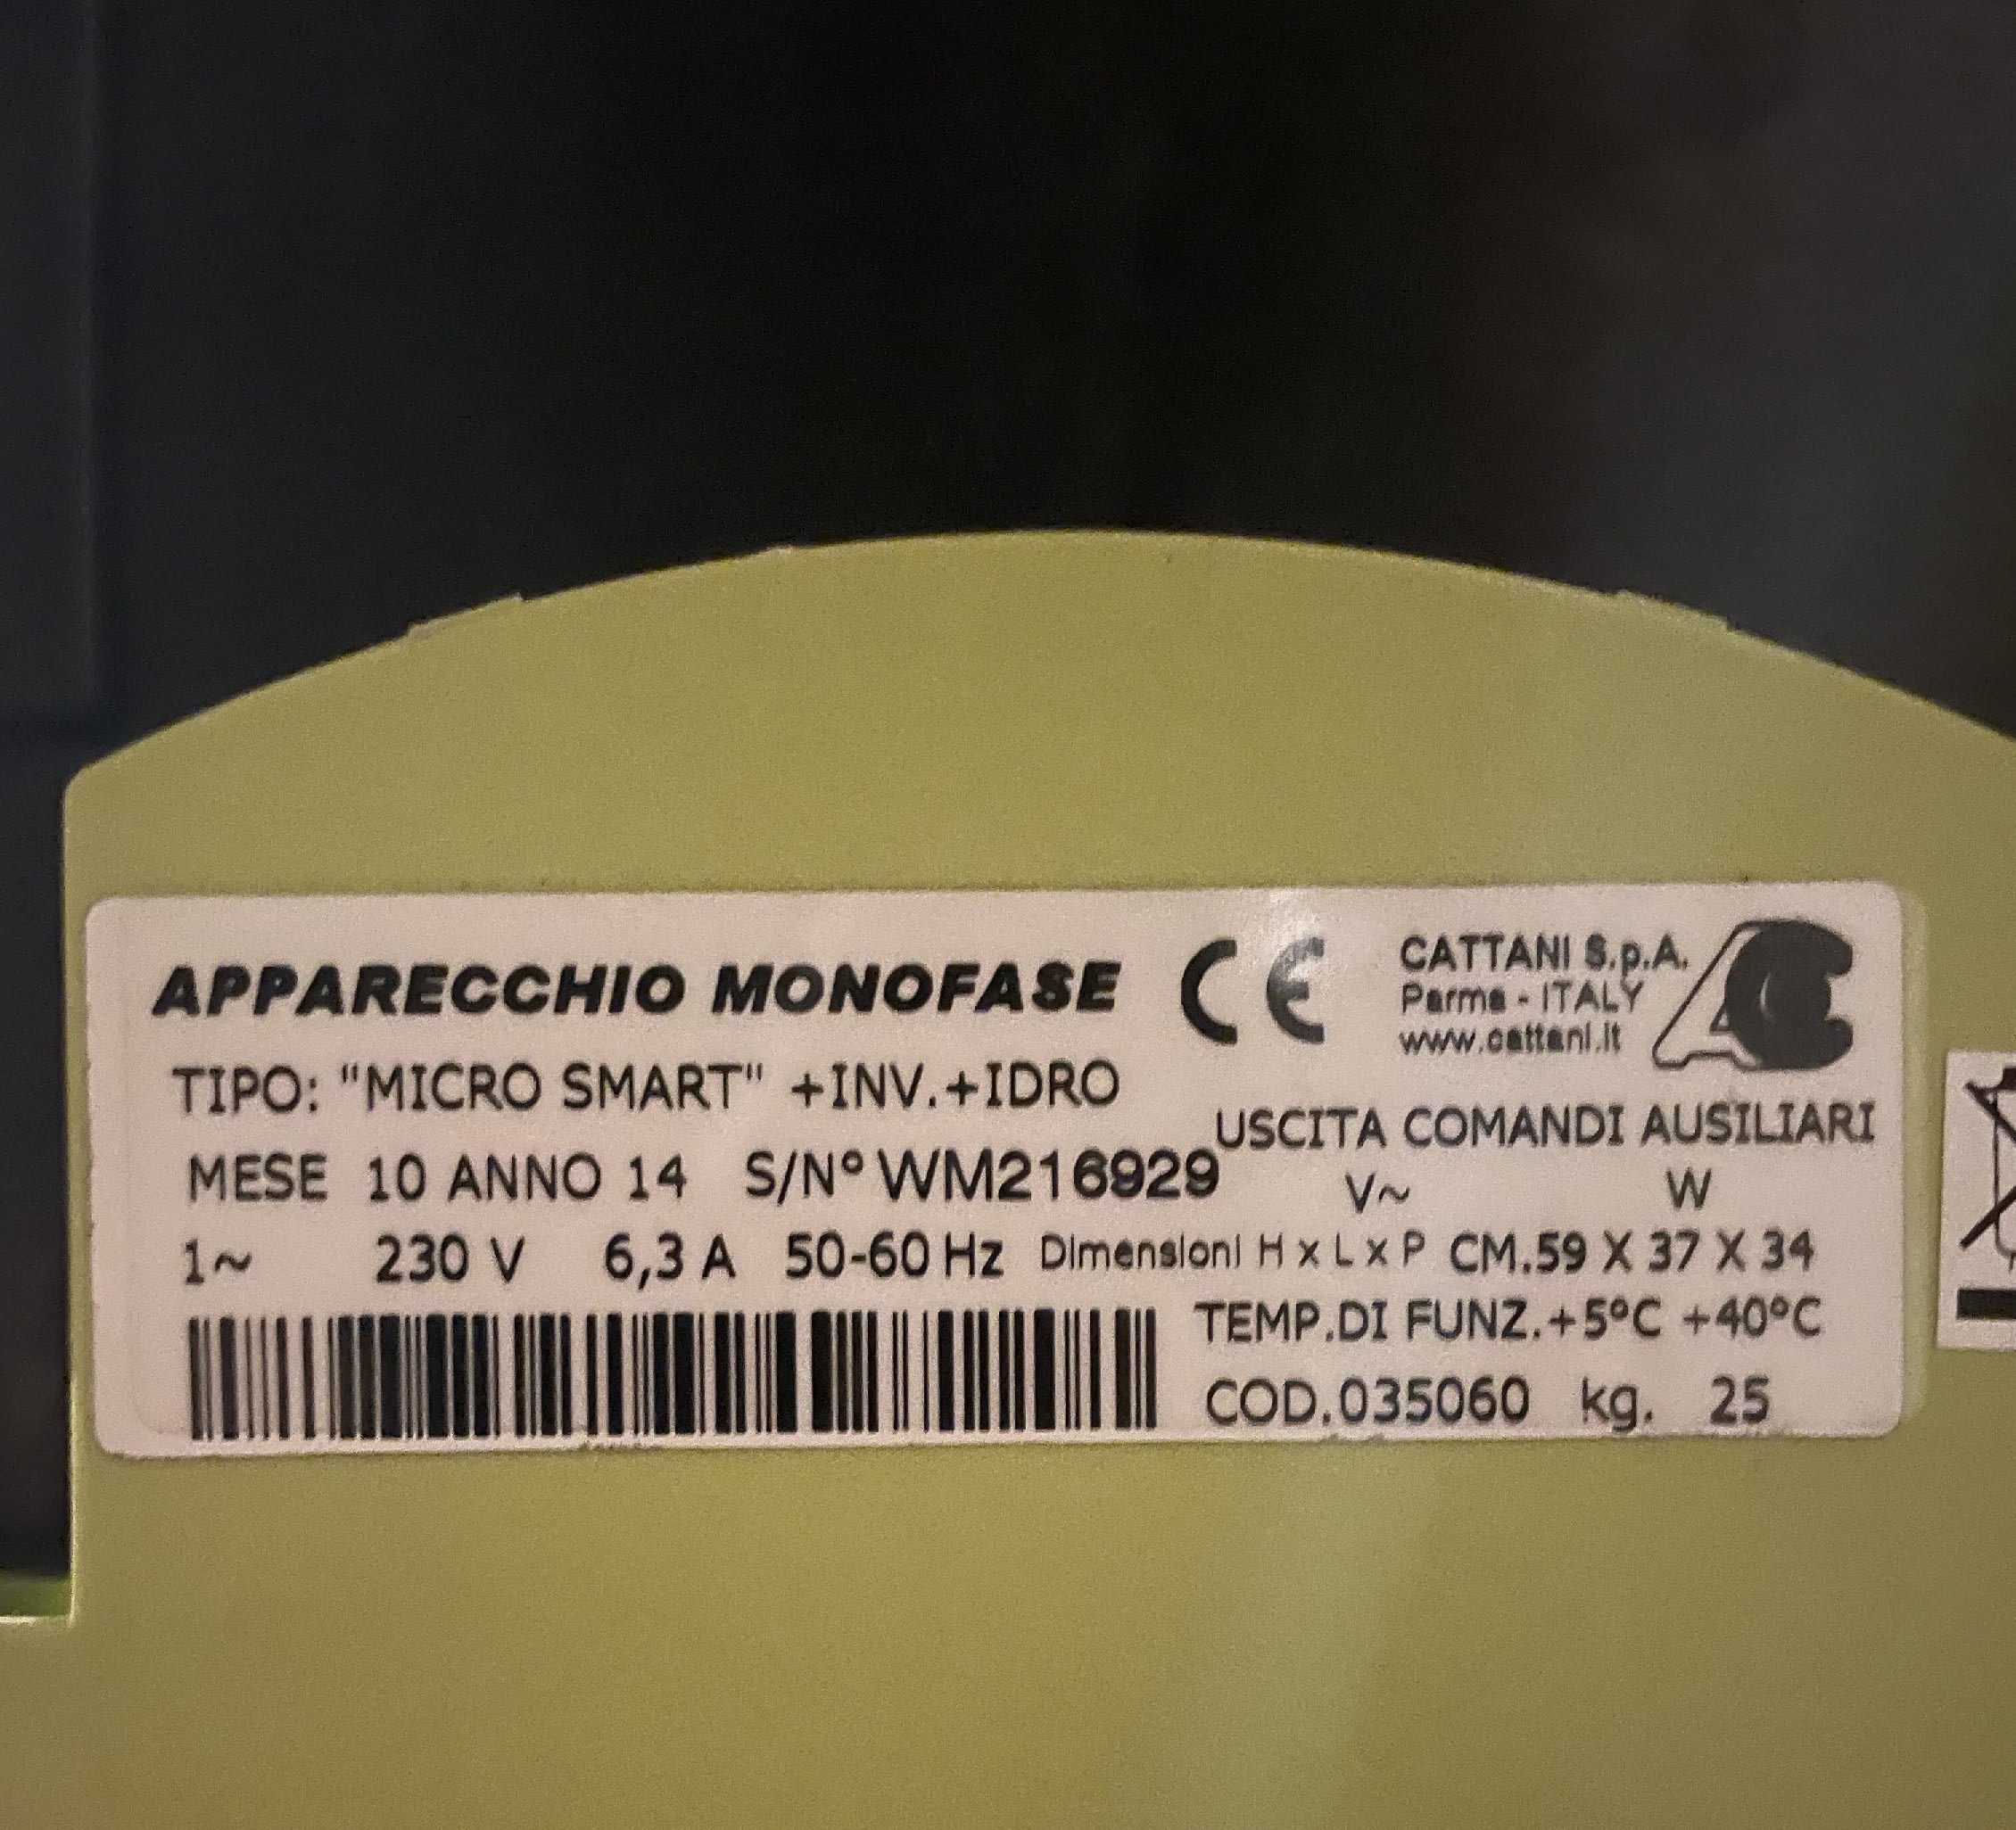 APPARECCHIO MONOFASE CE
CATTANI S.p.A.
Parma - ITALY
www.cattani.it
AC
TIPO: "MICRO SMART" +INV.+IDRO
USCITA COMANDI AUSILIARI
MESE 10 ANNO 14 S/N° WM216929
V~ W
1~ 230 V 6,3 A 50-60 Hz Dimensioni H x L x P CM.59 X 37 X 34
TEMP.DI FUNZ.+5°C +40°C
COD.035060 kg. 25